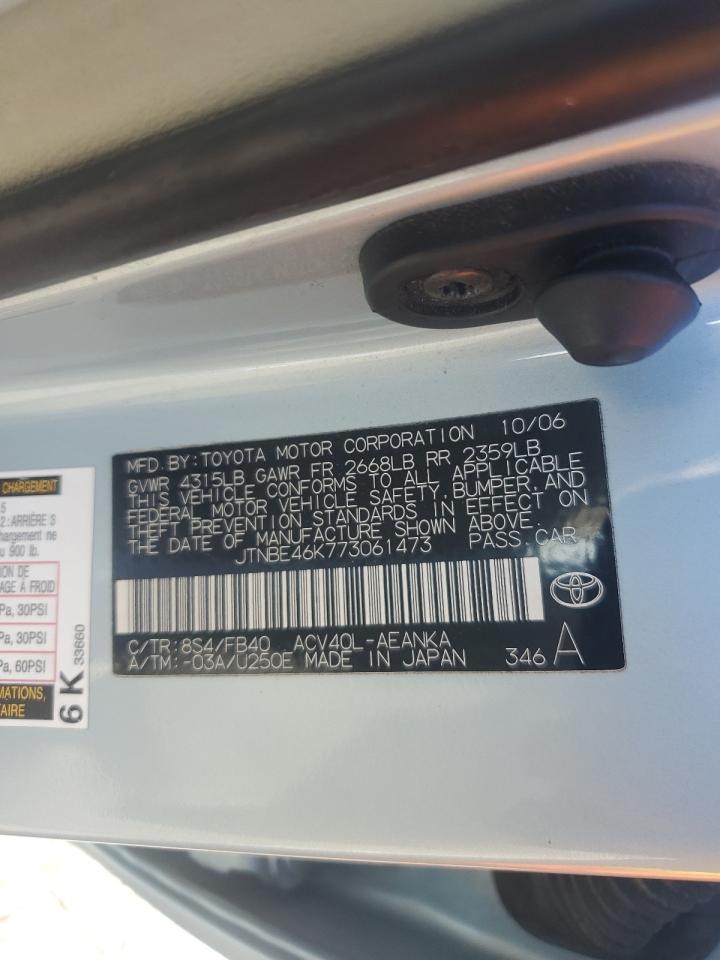 MFD. BY: TOYOTA MOTOR CORPORATION 10/06
GVWR 4315LB GAWR FR 2668LB RR 2359LB
THIS VEHICLE CONFORMS TO ALL APPLICABLE
FEDERAL MOTOR VEHICLE SAFETY, BUMPER, AND
THEFT PREVENTION STANDARDS IN EFFECT ON
THE DATE OF MANUFACTURE SHOWN ABOVE.
JTNBE46K773061473 PASS.CAR
C/TR:8S4/FB40 ACV40L-AEANKA
A/TM:-03A/U250E MADE IN JAPAN 346 A
CHARGEMENT
5
2:ARRIÈRE 3
chargement ne
u 900 lb.
ION DE
AGE À FROID
Pa, 30PSI
Pa, 30PSI
Pa, 60PSI
MATIONS,
AIRE
6 K 33660